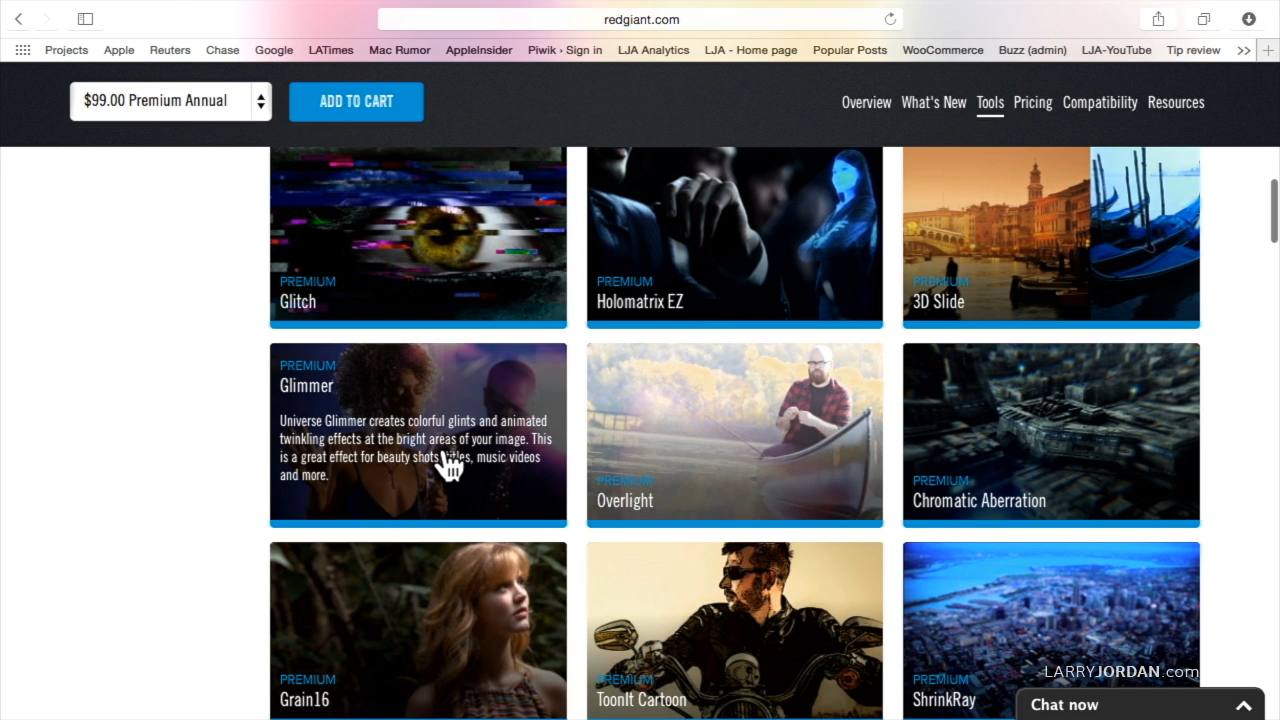 redgiant.com
Projects Apple Reuters Chase Google LATimes Mac Rumor AppleInsider Piwik › Sign in LJA Analytics LJA - Home page Popular Posts WooCommerce Buzz (admin) LJA-YouTube Tip review >>
$99.00 Premium Annual
ADD TO CART
Overview What's New Tools Pricing Compatibility Resources
PREMIUM
Glitch
PREMIUM
Holomatrix EZ
PREMIUM
3D Slide
PREMIUM
Glimmer
Universe Glimmer creates colorful glints and animated
twinkling effects at the bright areas of your image. This
is a great effect for beauty shots, titles, music videos
and more.
PREMIUM
Overlight
PREMIUM
Chromatic Aberration
PREMIUM
Grain16
PREMIUM
ToonIt Cartoon
PREMIUM
ShrinkRay
LARRYJORDAN.com
Chat now